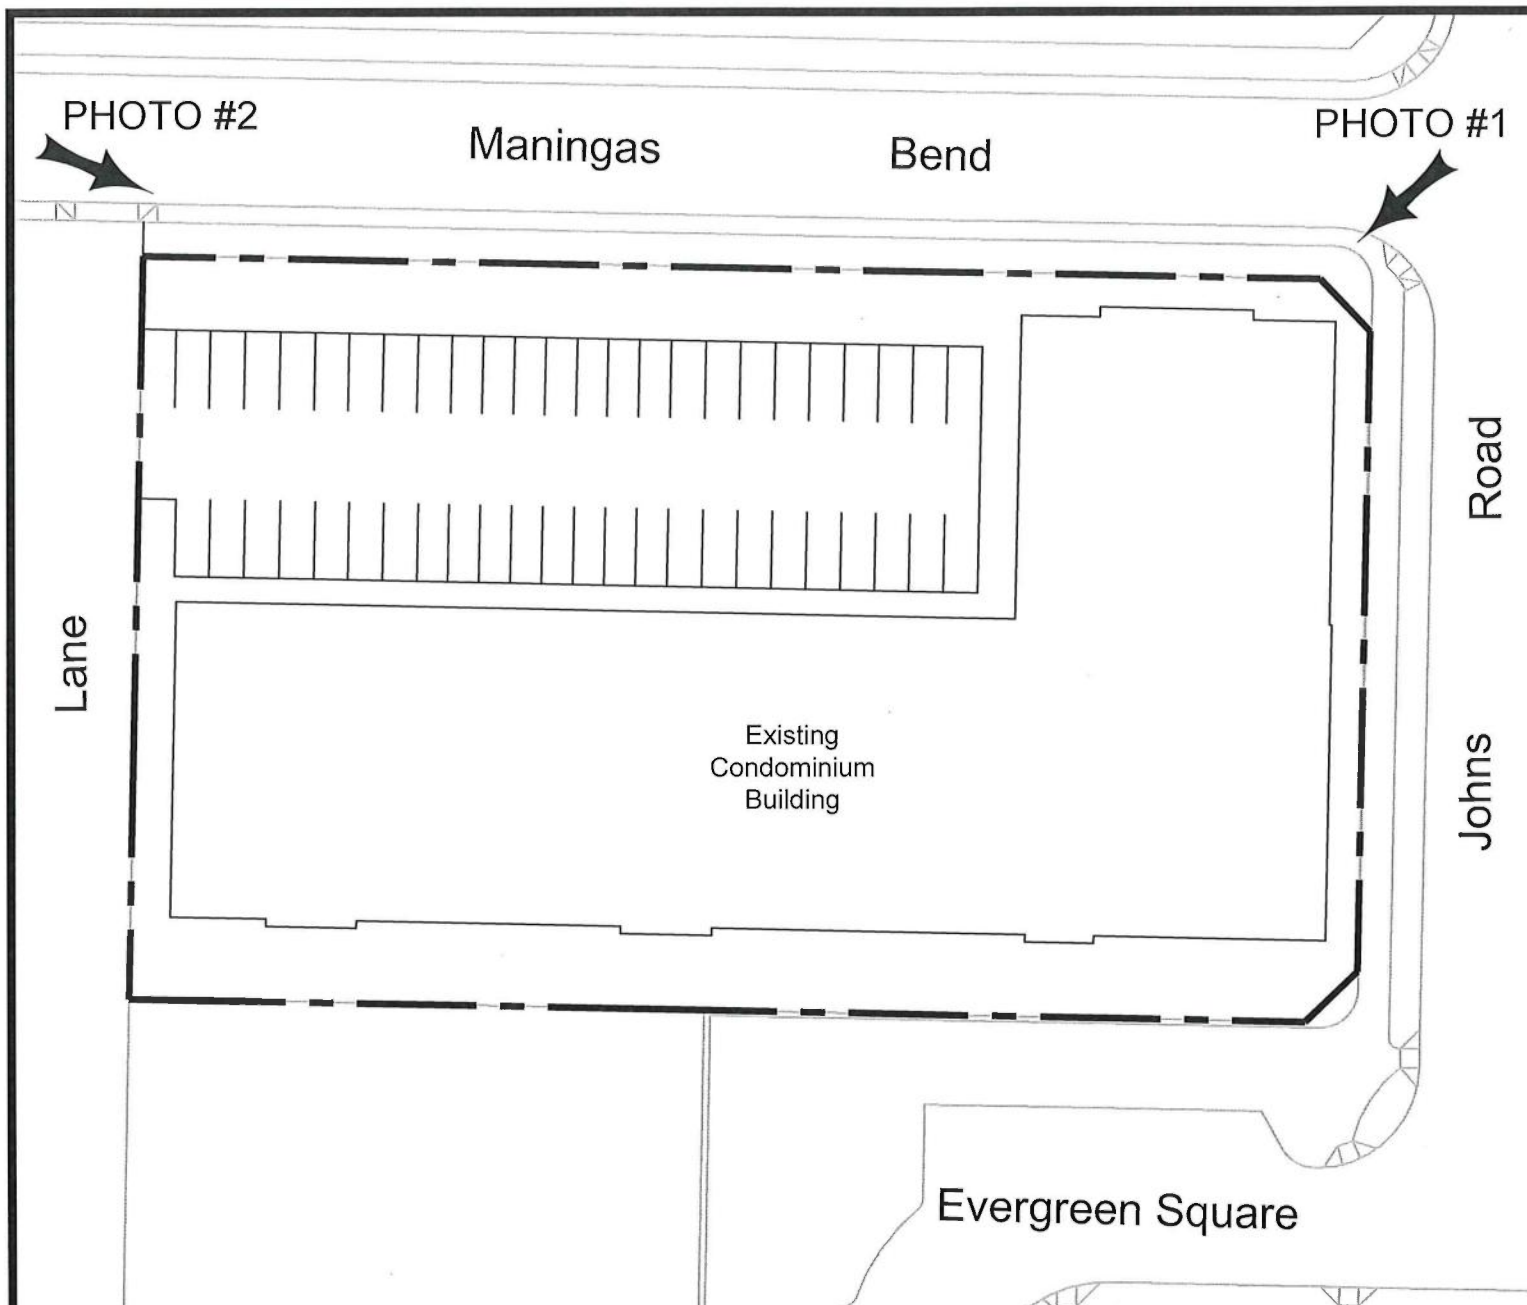 PHOTO #2
PHOTO #1
Maningas Bend
Road
Lane
Existing
Condominium
Building
Johns
Evergreen Square